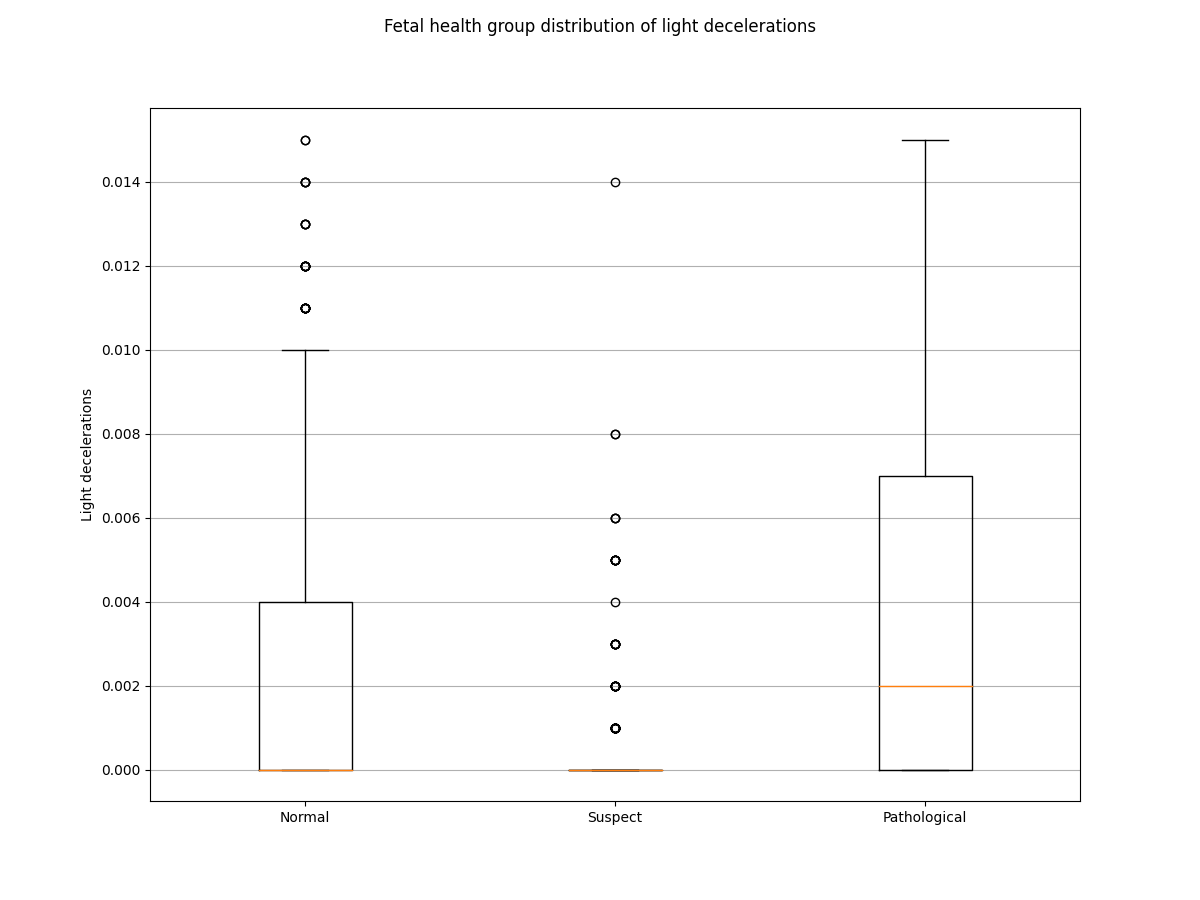 Fetal health group distribution of light decelerations
Light decelerations
0.014
0.012
0.010
0.008
0.006
0.004
0.002
0.000
Normal
Suspect
Pathological